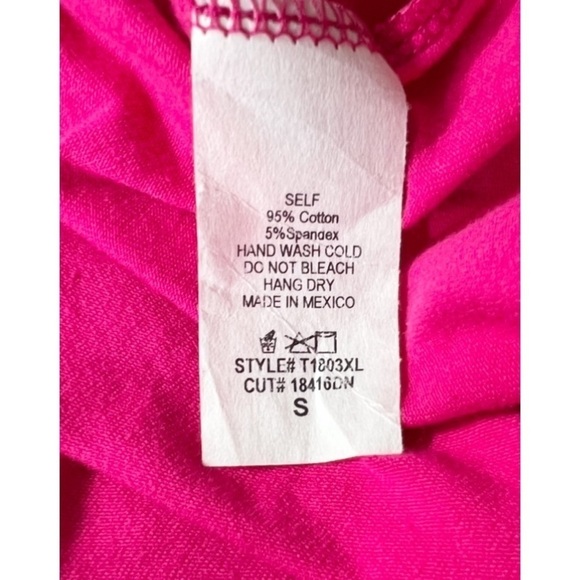 SELF
95% Cotton
5%Spandex
HAND WASH COLD
DO NOT BLEACH
HANG DRY
MADE IN MEXICO
STYLE# T1803XL
CUT# 18416DN
S